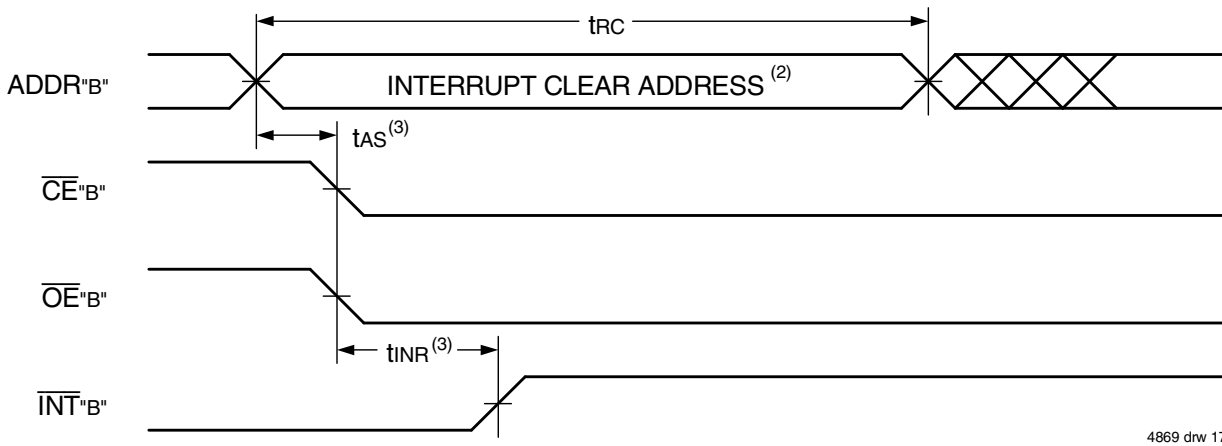 tRC
ADDR"B"
INTERRUPT CLEAR ADDRESS (2)
tAS(3)
CE"B"
OE"B"
tINR(3)
INT"B"
4869 drw 17